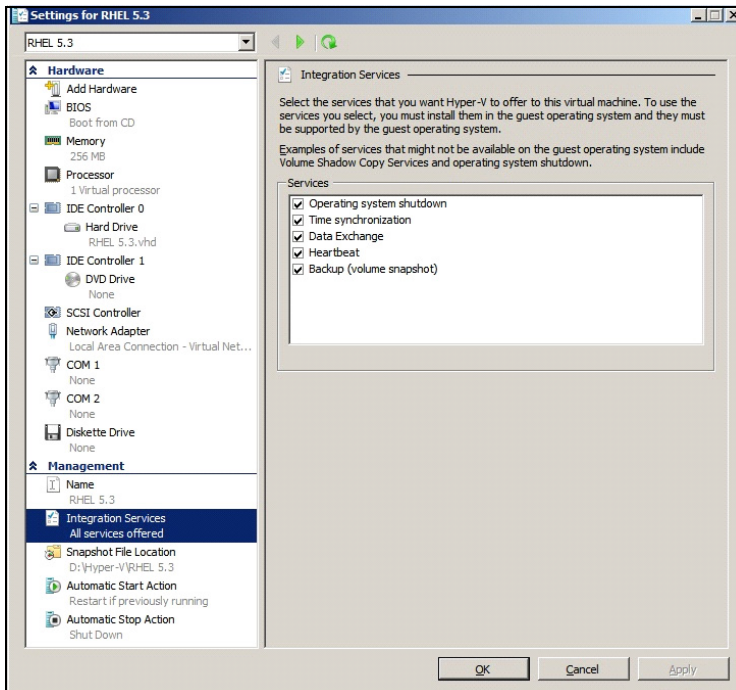 Settings for RHEL 5.3
RHEL 5.3
Hardware
Add Hardware
BIOS
Boot from CD
Memory
256 MB
Processor
1 Virtual processor
IDE Controller 0
Hard Drive
RHEL 5.3.vhd
IDE Controller 1
DVD Drive
None
SCSI Controller
Network Adapter
Local Area Connection - Virtual Net...
COM 1
None
COM 2
None
Diskette Drive
None
Management
Name
RHEL 5.3
Integration Services
All services offered
Snapshot File Location
D:\Hyper-V\RHEL 5.3
Automatic Start Action
Restart if previously running
Automatic Stop Action
Shut Down
Integration Services
Select the services that you want Hyper-V to offer to this virtual machine. To use the
services you select, you must install them in the guest operating system and they must
be supported by the guest operating system.
Examples of services that might not be available on the guest operating system include
Volume Shadow Copy Services and operating system shutdown.
Services
Operating system shutdown
Time synchronization
Data Exchange
Heartbeat
Backup (volume snapshot)
OK
Cancel
Apply